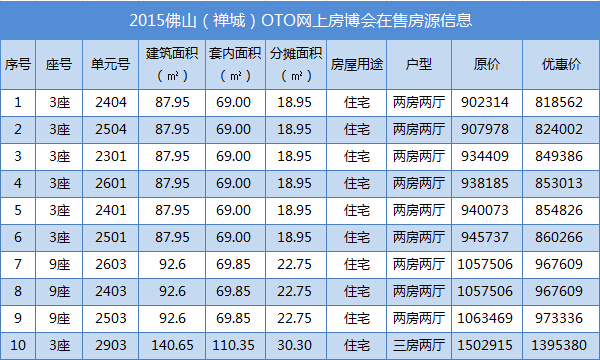 2015佛山（禅城）OTO网上房博会在售房源信息
序号 座号 单元号 建筑面积（㎡） 套内面积（㎡） 分摊面积（㎡） 房屋用途 户型 原价 优惠价
1 3座 2404 87.95 69.00 18.95 住宅 两房两厅 902314 818562
2 3座 2504 87.95 69.00 18.95 住宅 两房两厅 907978 824002
3 3座 2301 87.95 69.00 18.95 住宅 两房两厅 934409 849386
4 3座 2601 87.95 69.00 18.95 住宅 两房两厅 938185 853013
5 3座 2401 87.95 69.00 18.95 住宅 两房两厅 940073 854826
6 3座 2501 87.95 69.00 18.95 住宅 两房两厅 945737 860266
7 9座 2603 92.6 69.85 22.75 住宅 两房两厅 1057506 967609
8 9座 2403 92.6 69.85 22.75 住宅 两房两厅 1057506 967609
9 9座 2503 92.6 69.85 22.75 住宅 两房两厅 1063469 973336
10 3座 2903 140.65 110.35 30.30 住宅 三房两厅 1502915 1395380